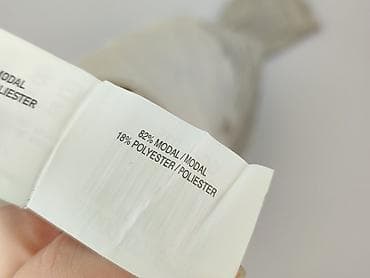 MODAL
POLIESTER
82% MODAL/MODAL
18% POLYESTER/POLIESTER